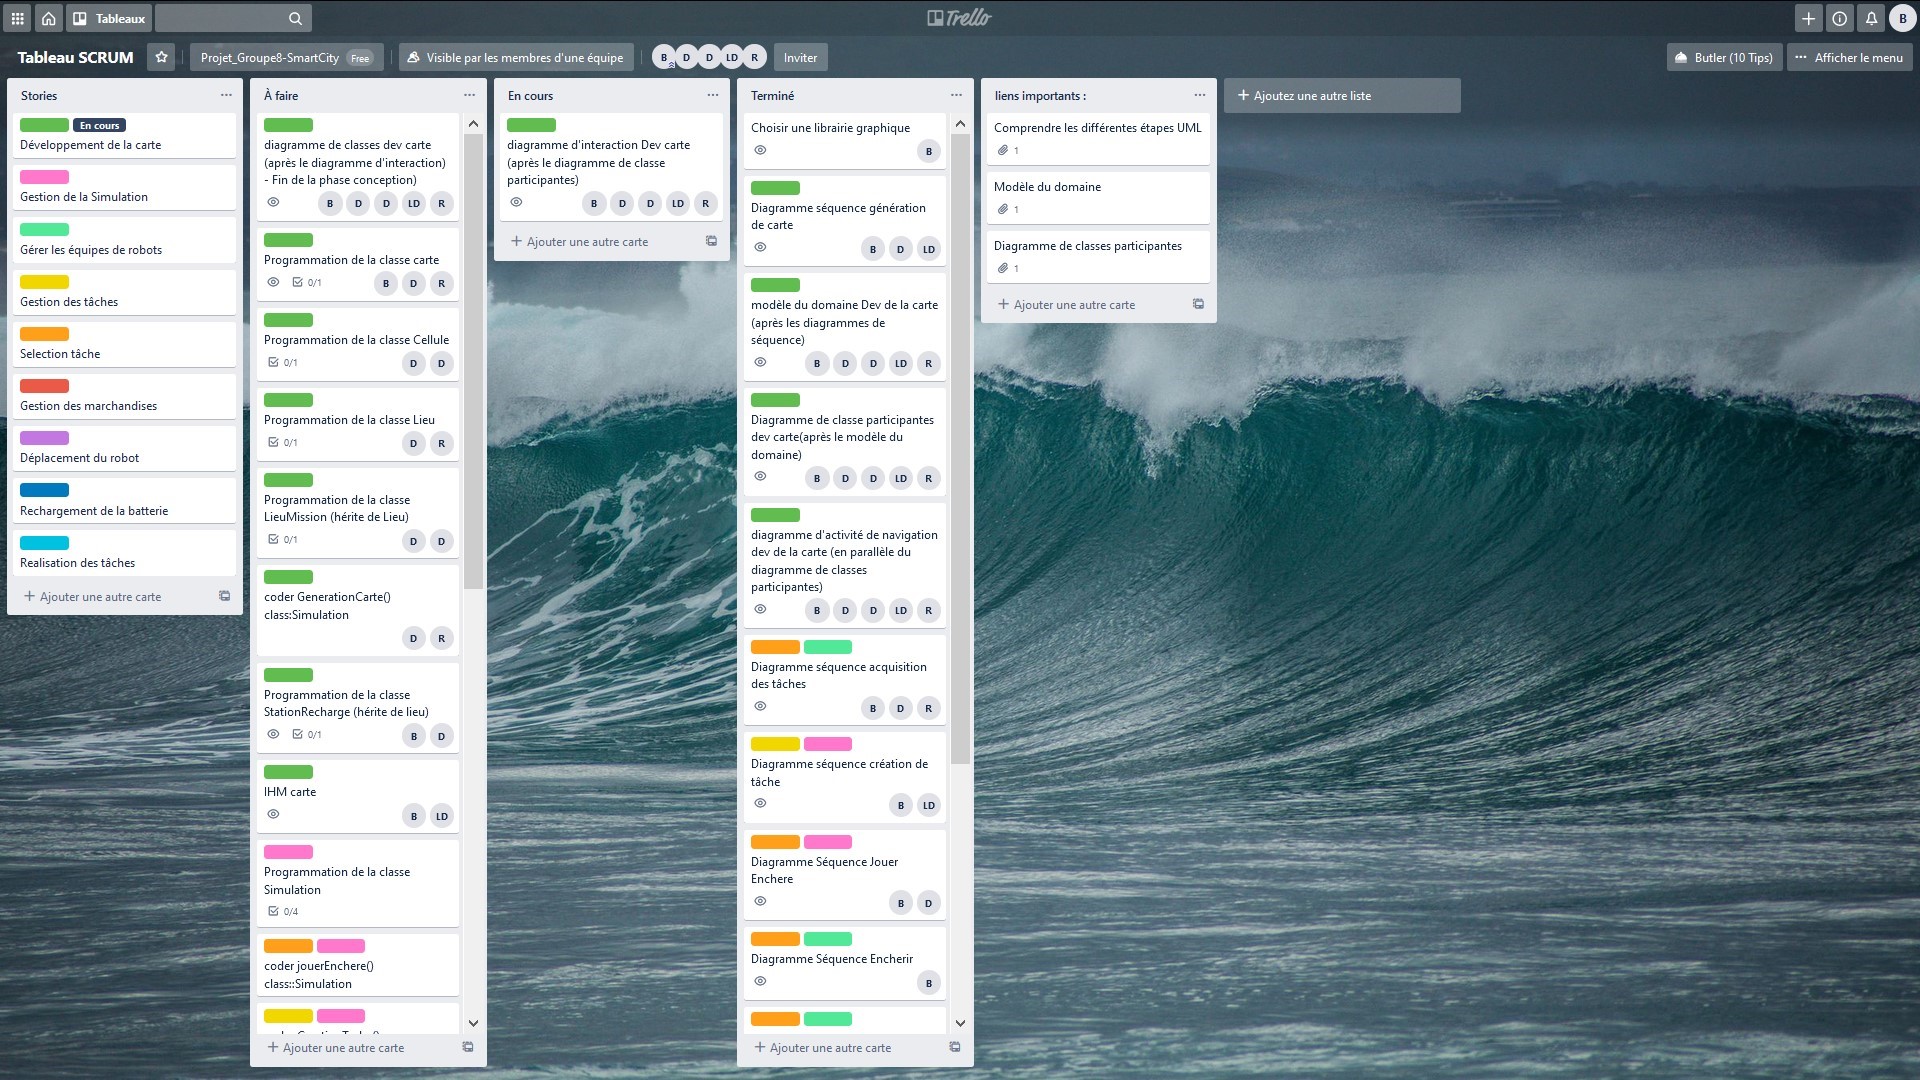 Tableaux
Trello
B
Tableau SCRUM
Projet_Groupe8-SmartCity Free
Visible par les membres d'une équipe
B D D LD R
Inviter
Butler (10 Tips)
Afficher le menu
Stories
En cours
Développement de la carte
Gestion de la Simulation
Gérer les équipes de robots
Gestion des tâches
Selection tâche
Gestion des marchandises
Déplacement du robot
Rechargement de la batterie
Realisation des tâches
Ajouter une autre carte
À faire
diagramme de classes dev carte
(après le diagramme d'interaction)
- Fin de la phase conception)
B D D LD R
Programmation de la classe carte
0/1 B D R
Programmation de la classe Cellule
0/1 D D
Programmation de la classe Lieu
0/1 D R
Programmation de la classe
LieuMission (hérite de Lieu)
0/1 D D
coder GenerationCarte()
class:Simulation
D R
Programmation de la classe
StationRecharge (hérite de lieu)
0/1 B D
IHM carte
B LD
Programmation de la classe
Simulation
0/4
coder jouerEnchere()
class::Simulation
Ajouter une autre carte
En cours
diagramme d'interaction Dev carte
(après le diagramme de classe
participantes)
B D D LD R
Ajouter une autre carte
Terminé
Choisir une librairie graphique
B
Diagramme séquence génération
de carte
B D LD
modèle du domaine Dev de la carte
(après les diagrammes de
séquence)
B D D LD R
Diagramme de classe participantes
dev carte(après le modèle du
domaine)
B D D LD R
diagramme d'activité de navigation
dev de la carte (en parallèle du
diagramme de classes
participantes)
B D D LD R
Diagramme séquence acquisition
des tâches
B D R
Diagramme séquence création de
tâche
B LD
Diagramme Séquence Jouer
Enchere
B D
Diagramme Séquence Encherir
B
Ajouter une autre carte
liens importants :
Comprendre les différentes étapes UML
1
Modèle du domaine
1
Diagramme de classes participantes
1
Ajouter une autre carte
Ajoutez une autre liste